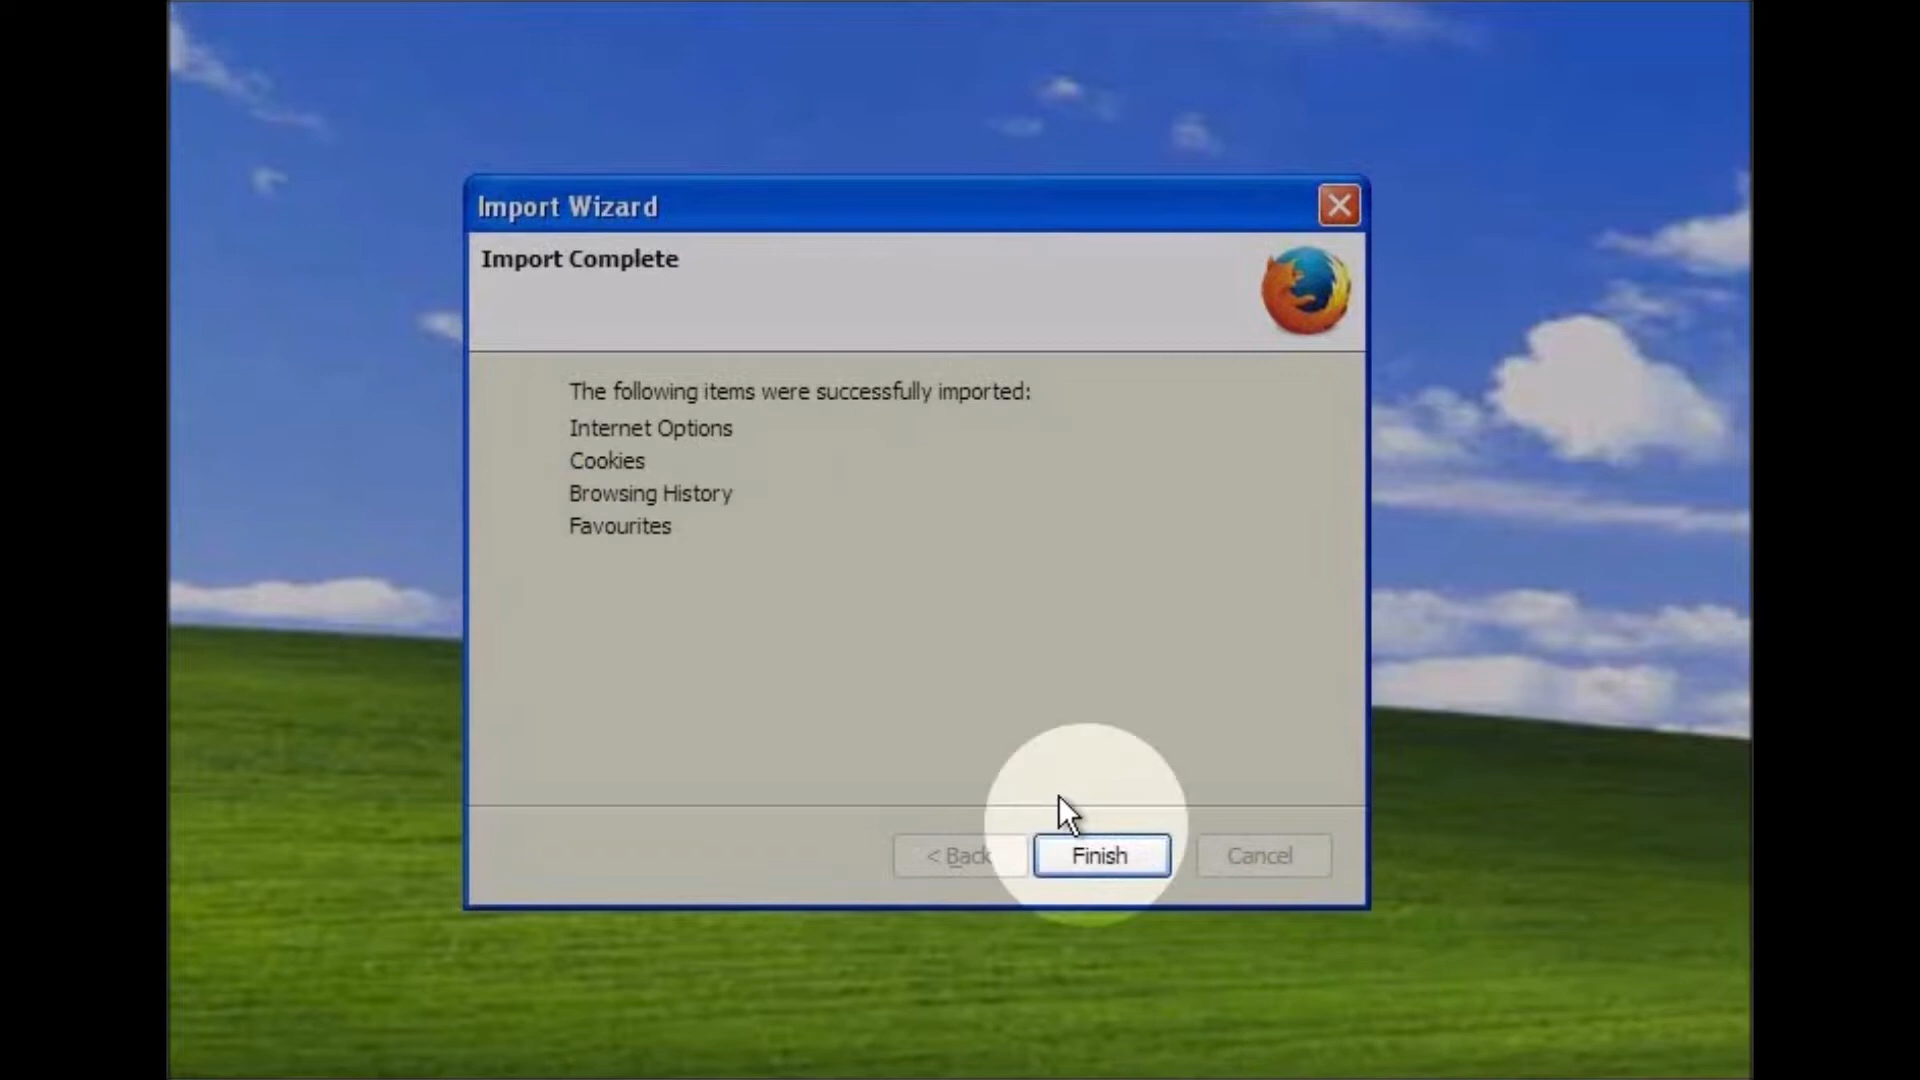 Import Wizard
Import Complete
The following items were successfully imported:
Internet Options
Cookies
Browsing History
Favourites
< Back
Finish
Cancel